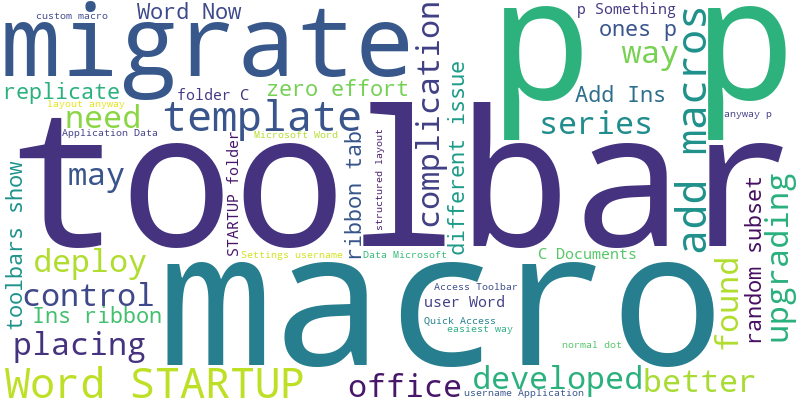 custom macro
Word Now
migrate
p p
p Something
ones p
way
replicate
folder C
zero effort
complication
Add Ins
add macros
layout anyway
need
template
different issue
series
anyway p
Application Data
Microsoft Word
toolbar
STARTUP folder
ribbon tab
structured layout
may
toolbars show
deploy
Settings username
Data Microsoft
C Documents
found
random subset
upgrading
control
macro
Access Toolbar
user Word
Ins ribbon
Quick Access
easiest way
placing
normal dot
Word STARTUP
office
developed
better
username Application